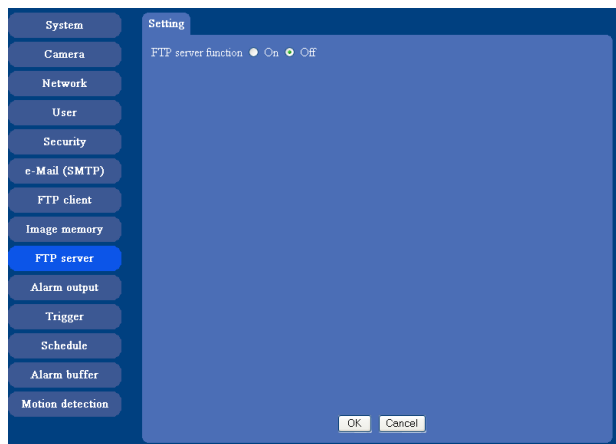 System
Camera
Network
User
Security
e-Mail (SMTP)
FTP client
Image memory
FTP server
Alarm output
Trigger
Schedule
Alarm buffer
Motion detection
Setting
FTP server function On Off
OK Cancel